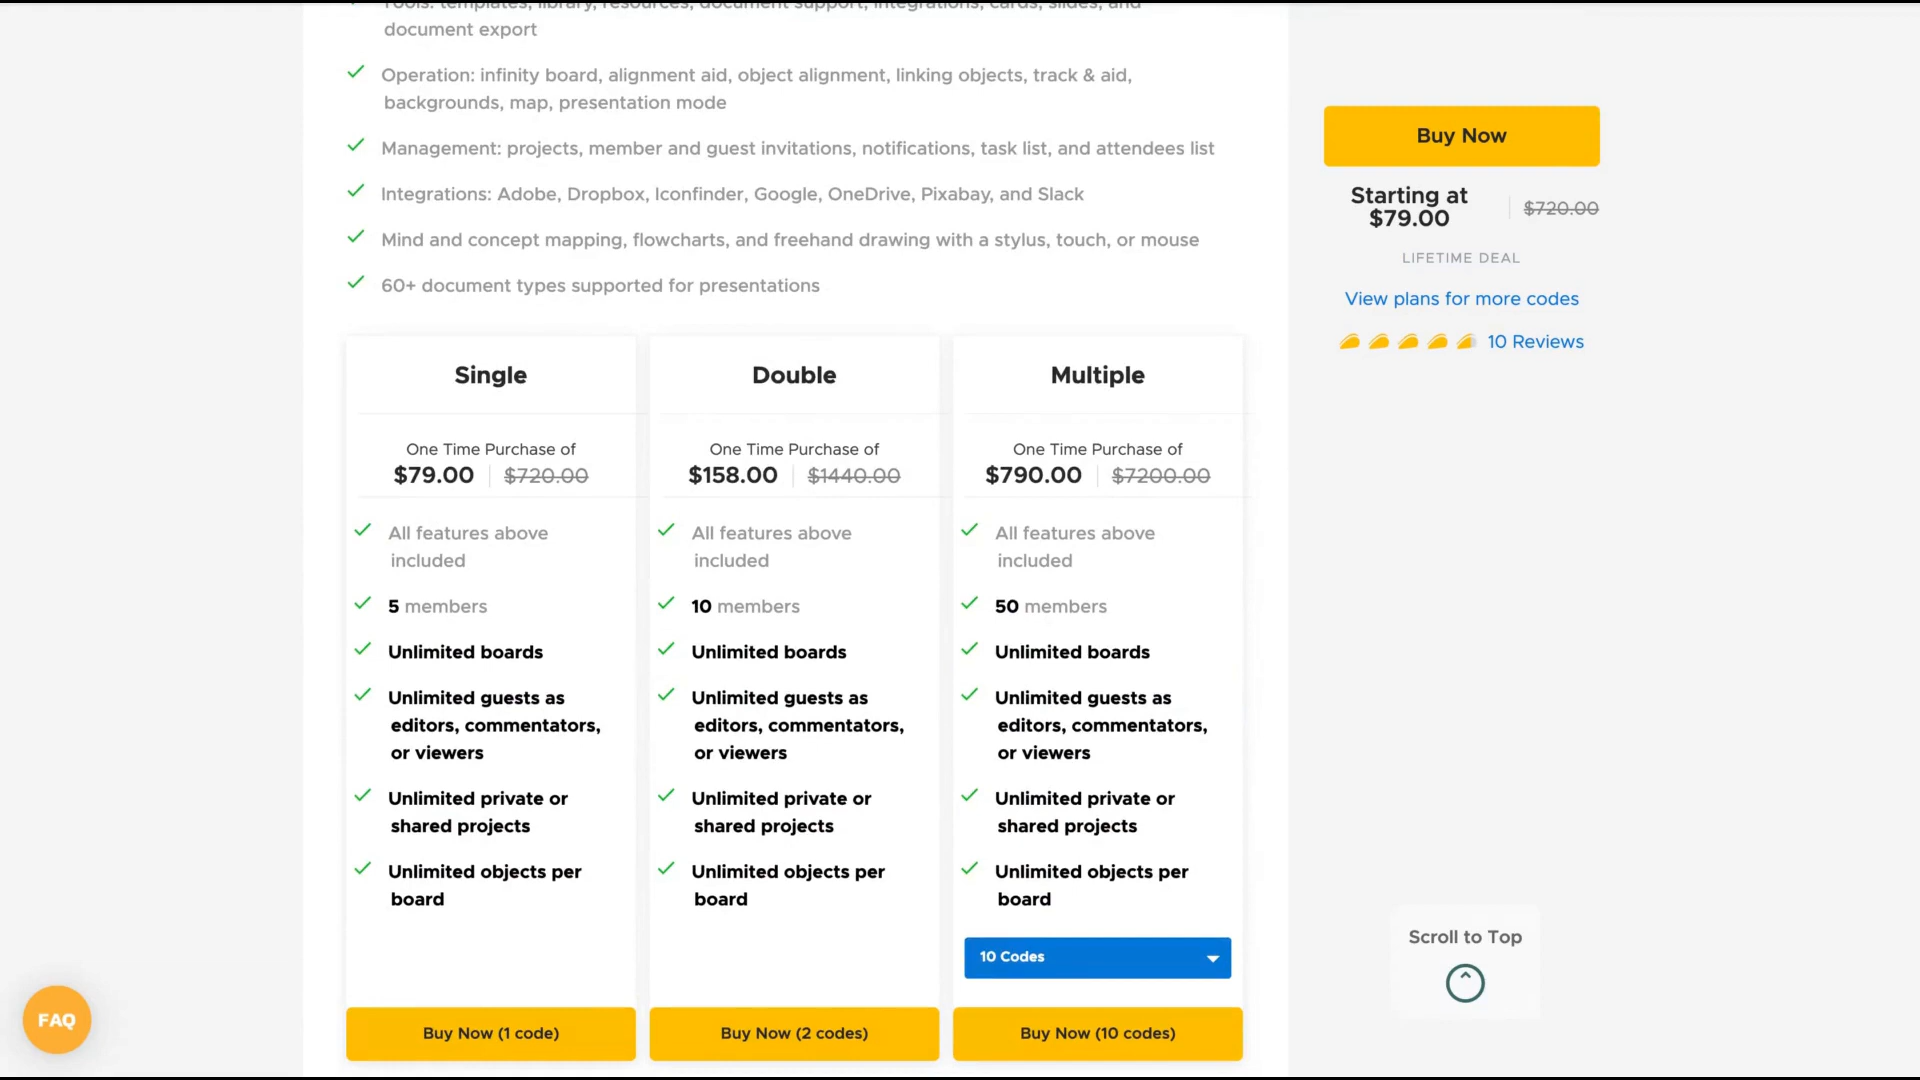 Tools: templates, library, resources, document support, integrations, cards, slides, and
document export
Operation: infinity board, alignment aid, object alignment, linking objects, track & aid,
backgrounds, map, presentation mode
Management: projects, member and guest invitations, notifications, task list, and attendees list
Integrations: Adobe, Dropbox, Iconfinder, Google, OneDrive, Pixabay, and Slack
Mind and concept mapping, flowcharts, and freehand drawing with a stylus, touch, or mouse
60+ document types supported for presentations
Single
One Time Purchase of
$79.00 $720.00
All features above
included
5 members
Unlimited boards
Unlimited guests as
editors, commentators,
or viewers
Unlimited private or
shared projects
Unlimited objects per
board
Buy Now (1 code)
Double
One Time Purchase of
$158.00 $1440.00
All features above
included
10 members
Unlimited boards
Unlimited guests as
editors, commentators,
or viewers
Unlimited private or
shared projects
Unlimited objects per
board
Buy Now (2 codes)
Multiple
One Time Purchase of
$790.00 $7200.00
All features above
included
50 members
Unlimited boards
Unlimited guests as
editors, commentators,
or viewers
Unlimited private or
shared projects
Unlimited objects per
board
10 Codes
Buy Now (10 codes)
Buy Now
Starting at
$79.00
$720.00
LIFETIME DEAL
View plans for more codes
10 Reviews
Scroll to Top
FAQ